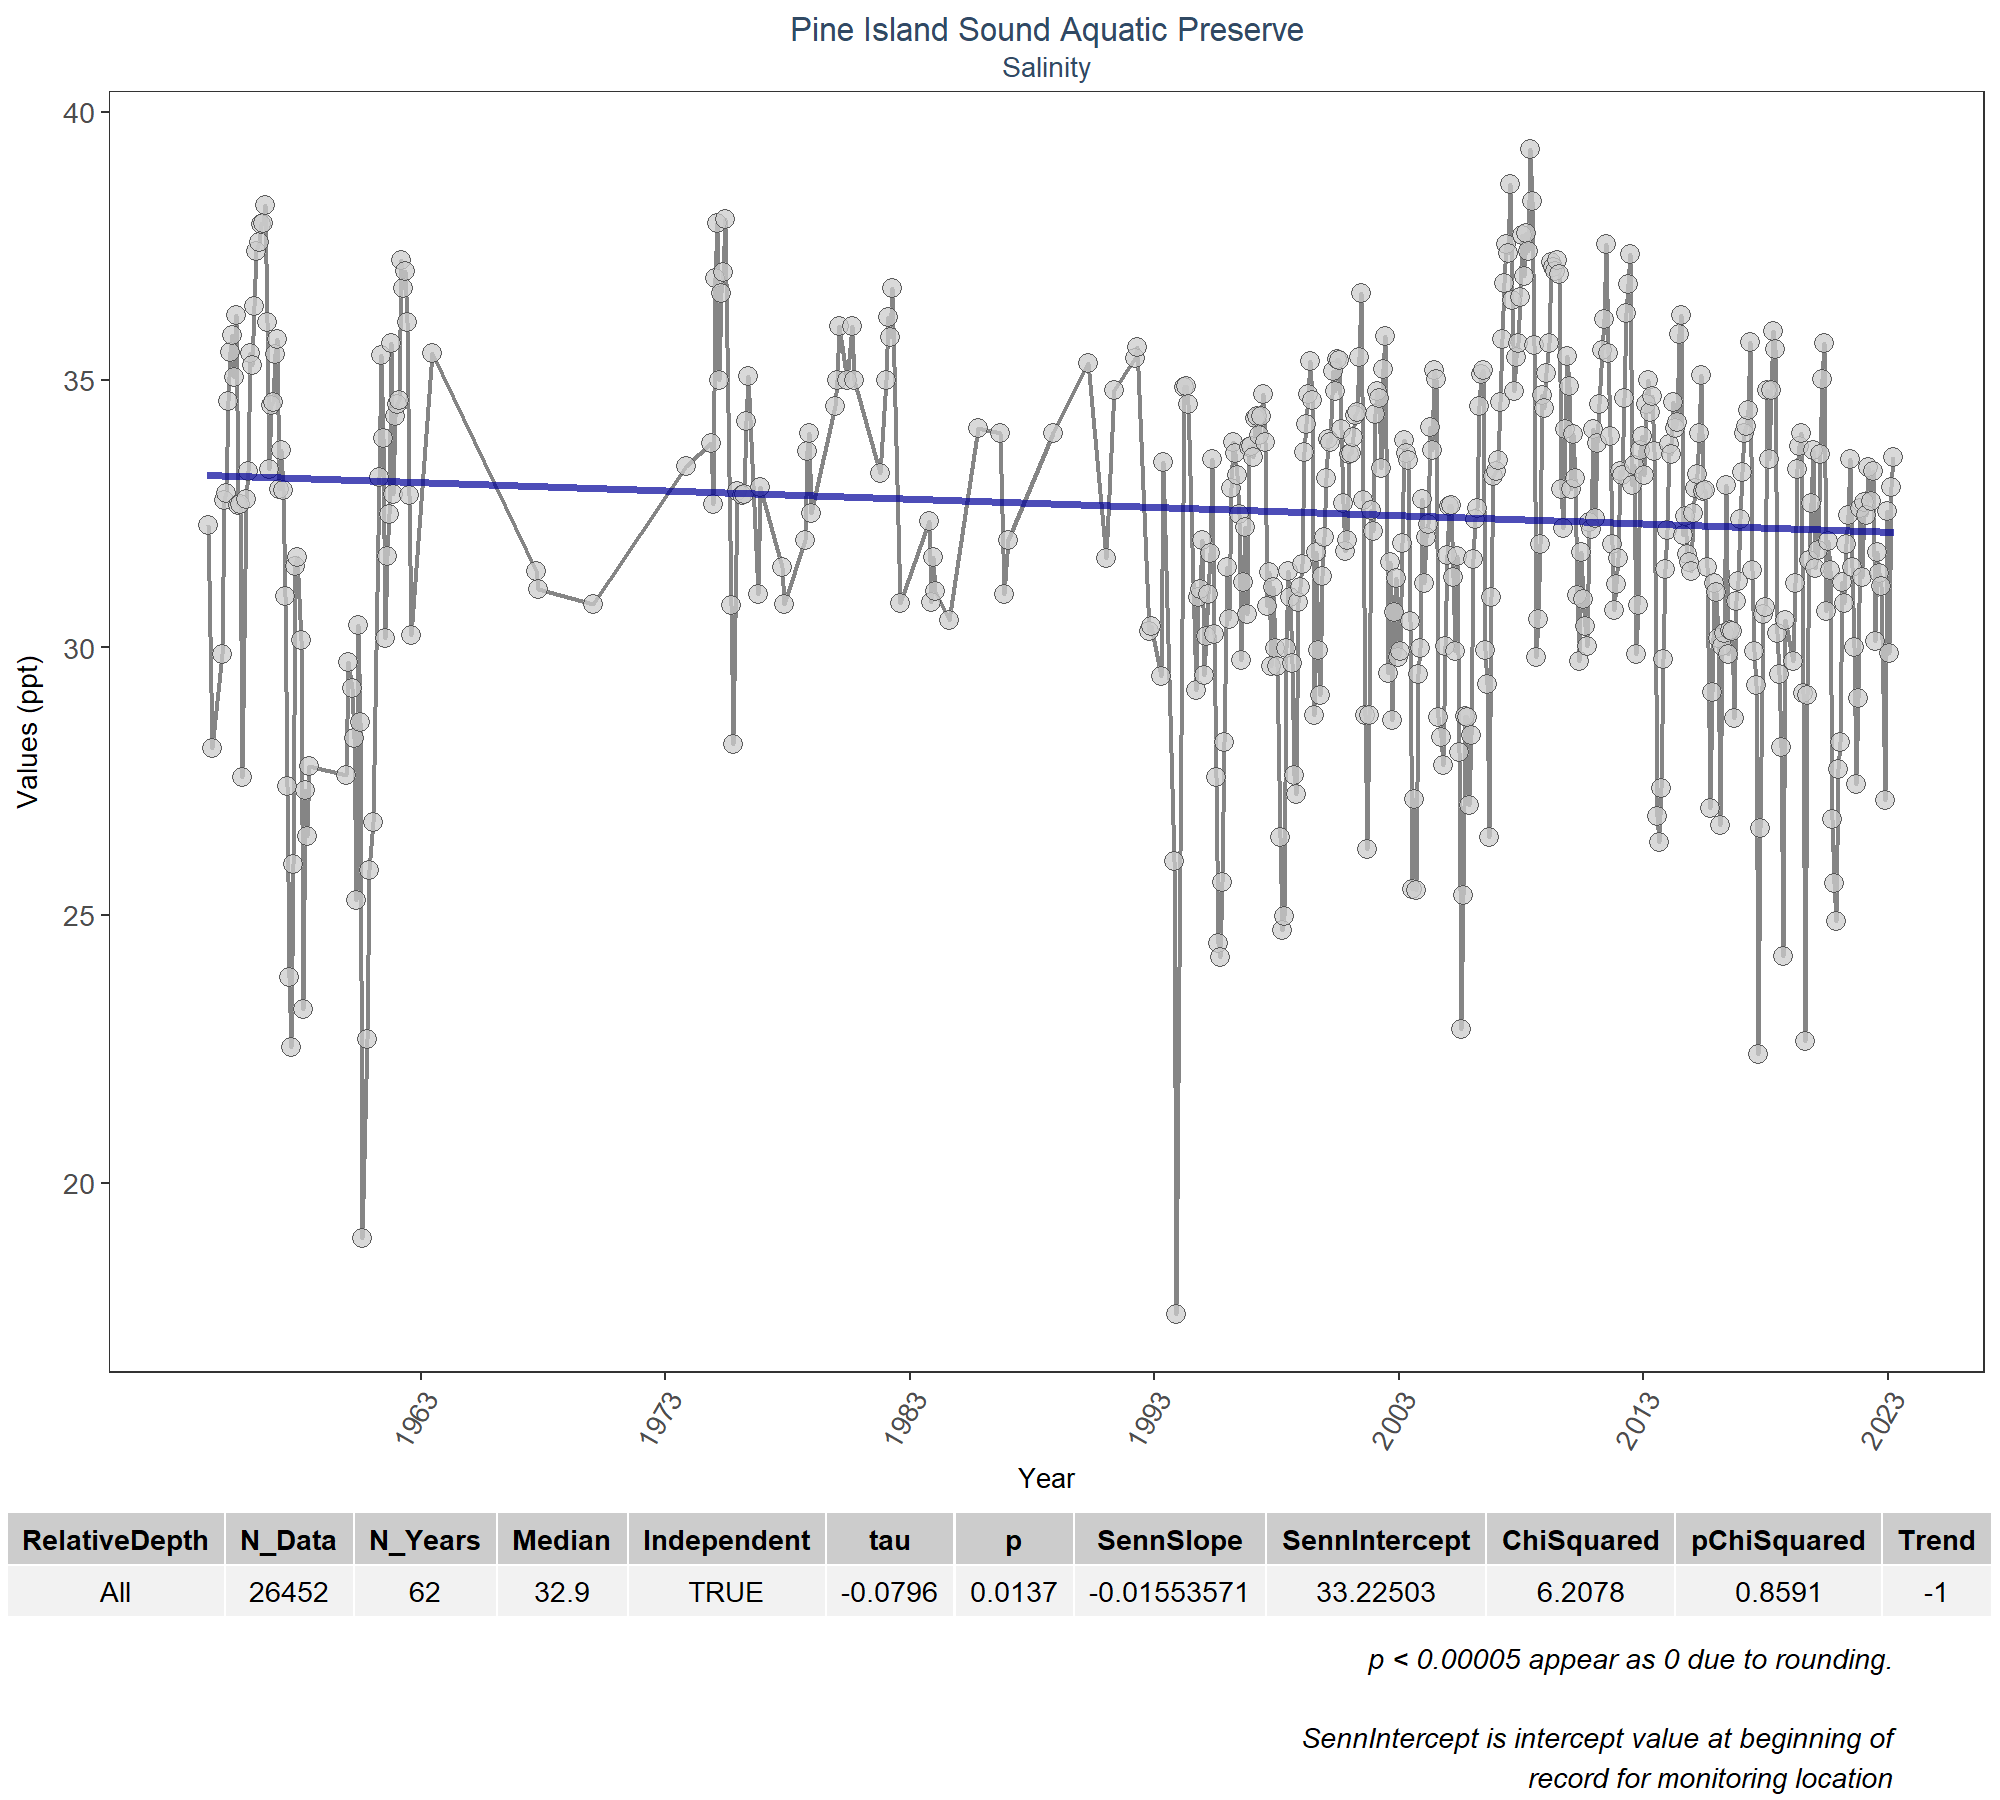 Pine Island Sound Aquatic Preserve
Salinity
40
35
30
25
20
Values (ppt)
1963 1973 1983 1993 2003 2013 2023
Year
RelativeDepth N_Data N_Years Median Independent tau p SennSlope SennIntercept ChiSquared pChiSquared Trend
All 26452 62 32.9 TRUE -0.0796 0.0137 -0.01553571 33.22503 6.2078 0.8591 -1
p < 0.00005 appear as 0 due to rounding.
SennIntercept is intercept value at beginning of
record for monitoring location